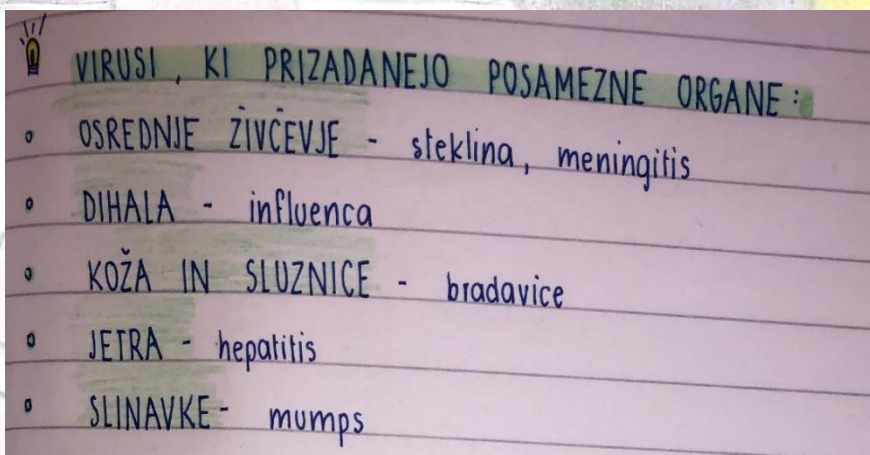 VIRUSI, KI PRIZADANEJO POSAMEZNE ORGANE:
• OSREDNJE ŽIVČEVJE - steklina, meningitis
• DIHALA - influenca
• KOŽA IN SLUZNICE - bradavice
• JETRA - hepatitis
• SLINAVKE - mumps